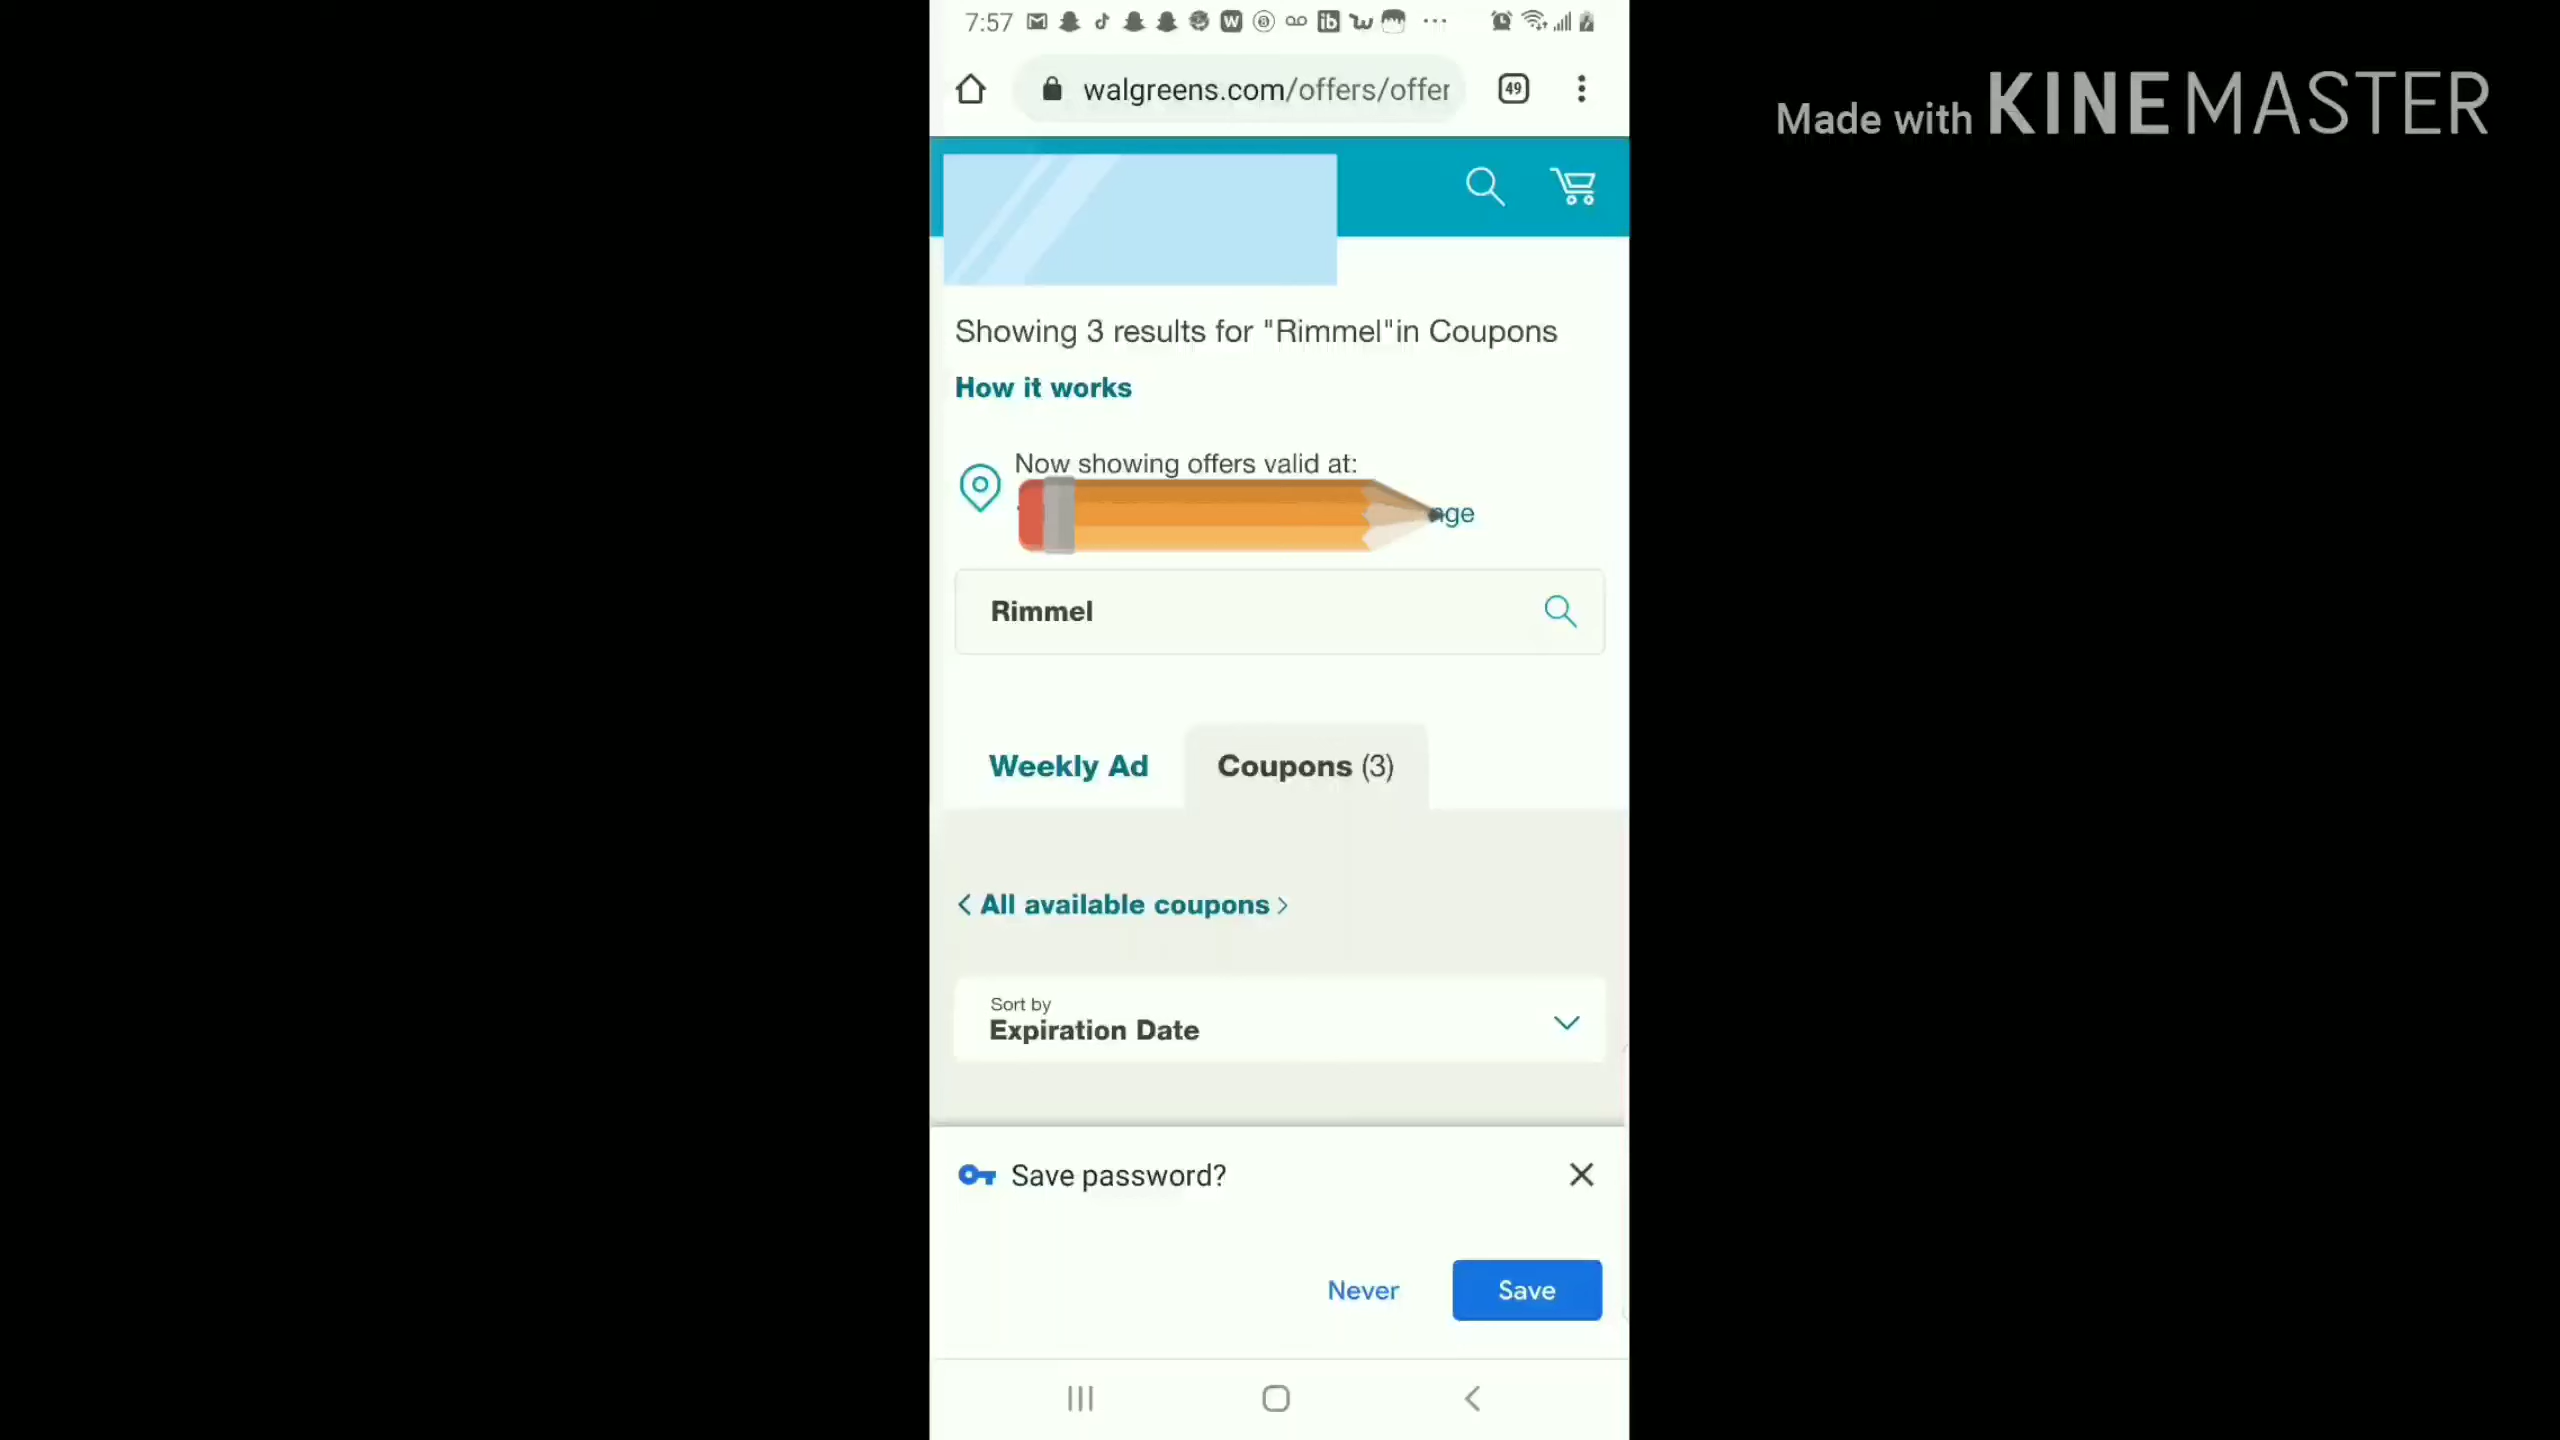 7:57
walgreens.com/offers/offer
49
Made with KINEMASTER
Showing 3 results for "Rimmel"in Coupons
How it works
Now showing offers valid at:
nge
Rimmel
Weekly Ad
Coupons (3)
< All available coupons >
Sort by
Expiration Date
Save password?
Never
Save